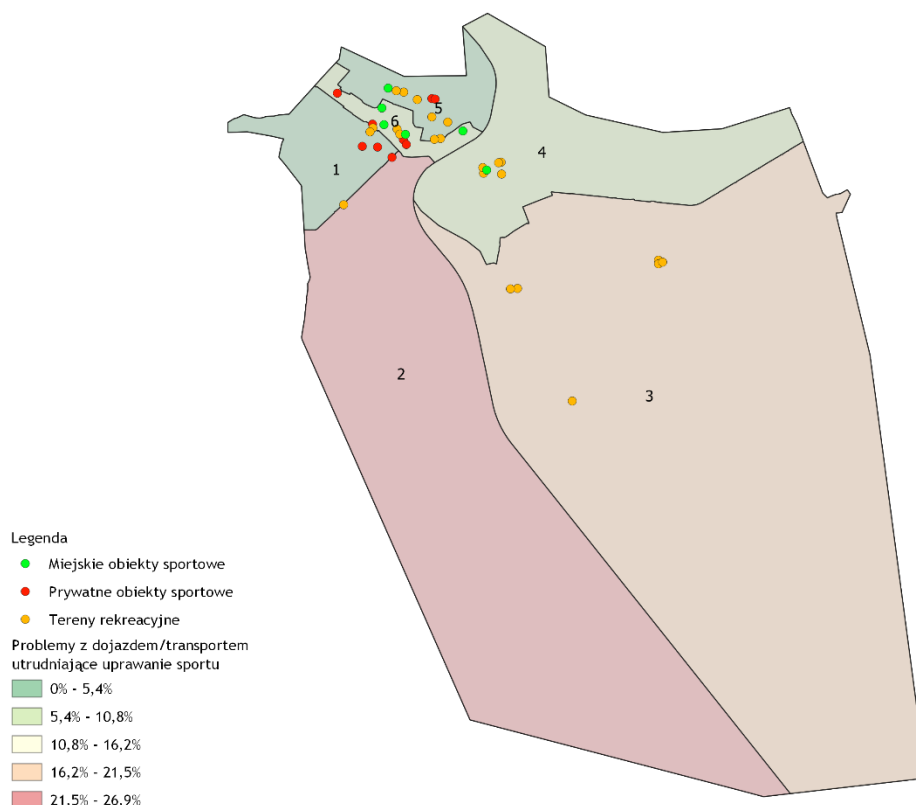 5
6
4
1
2
3
Legenda
Miejskie obiekty sportowe
Prywatne obiekty sportowe
Tereny rekreacyjne
Problemy z dojazdem/transportem
utrudniające uprawanie sportu
0% - 5,4%
5,4% - 10,8%
10,8% - 16,2%
16,2% - 21,5%
21,5% - 26,9%